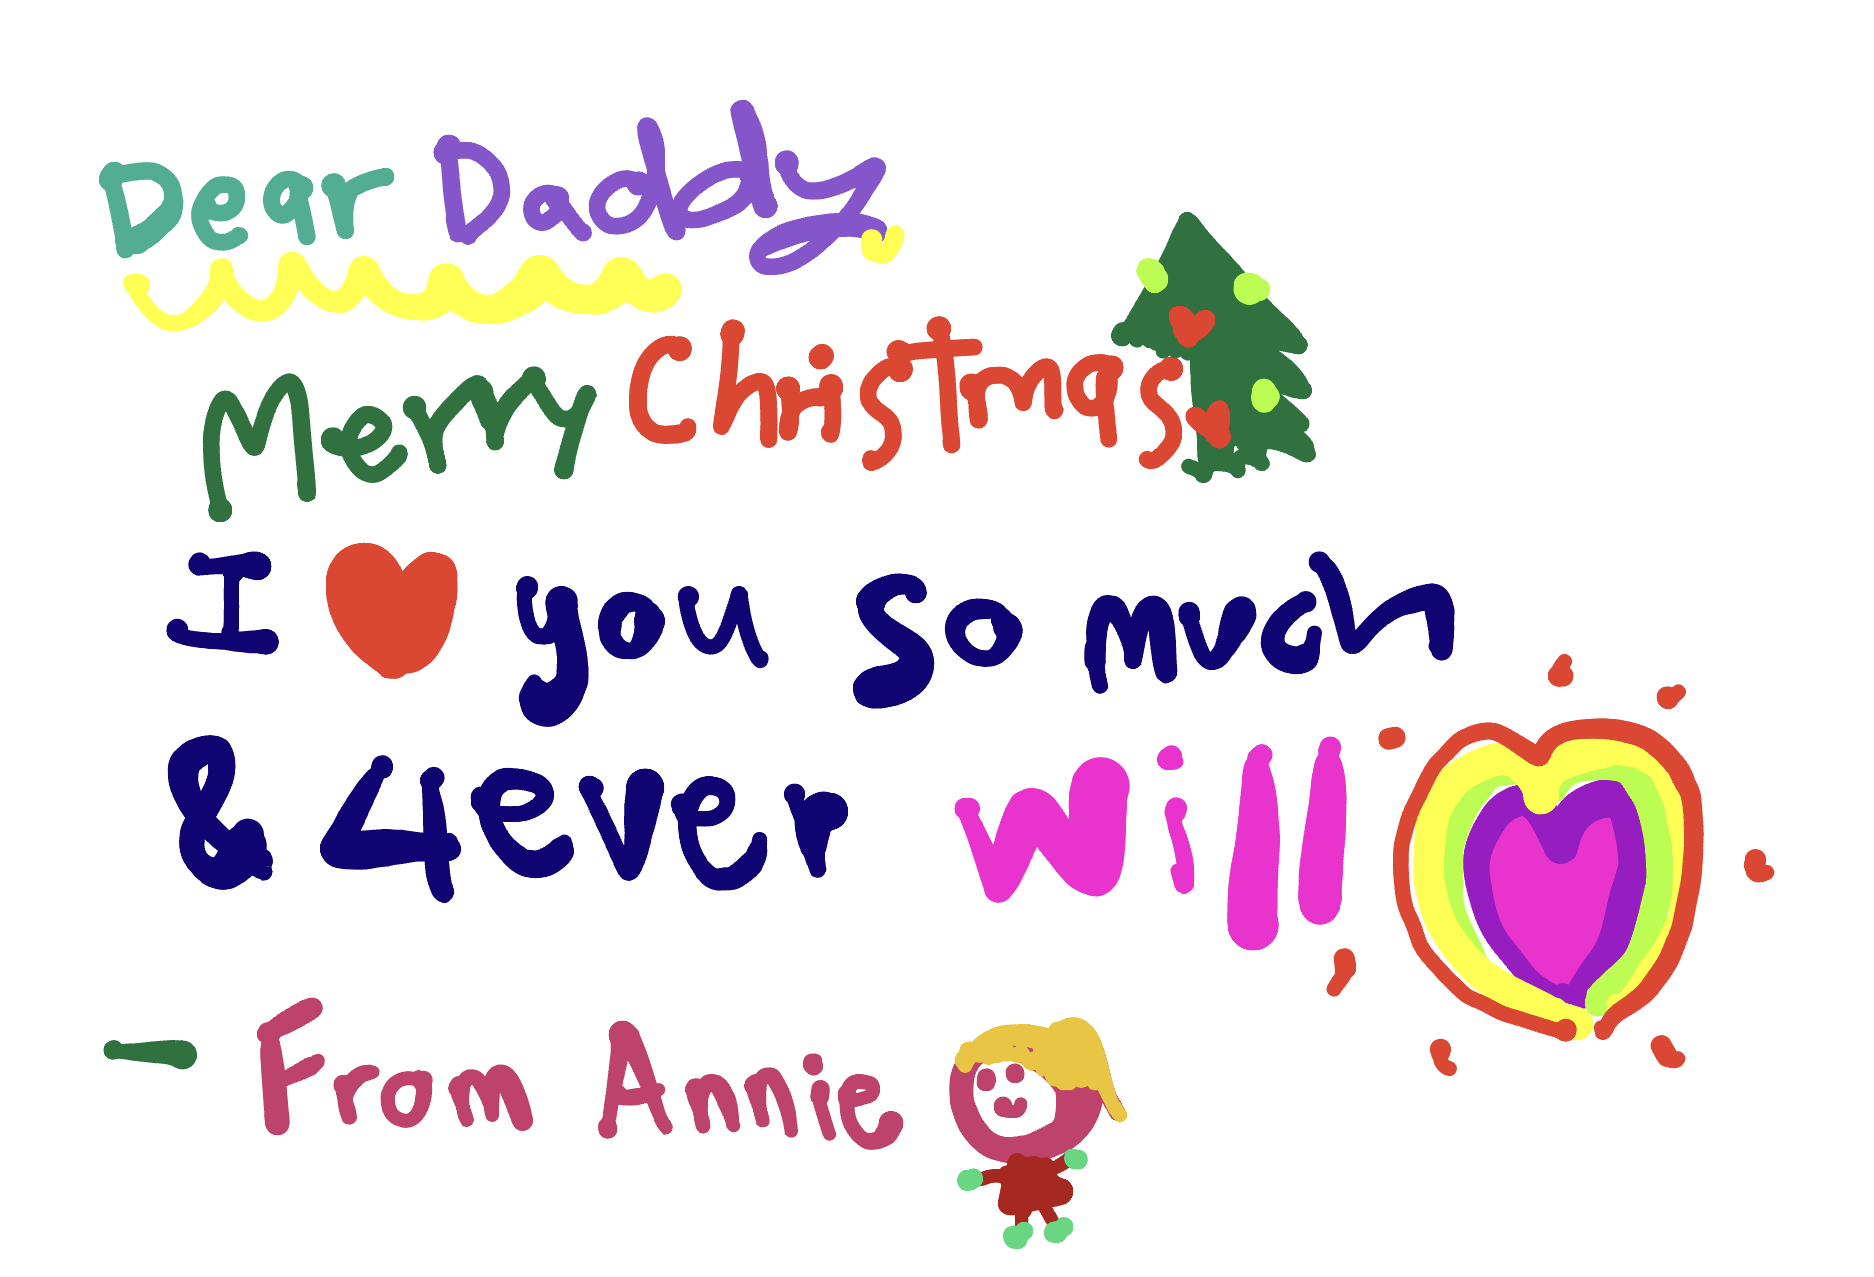 Dear Daddy
Merry Christmas
I ❤ you so much
& 4ever will
- From Annie